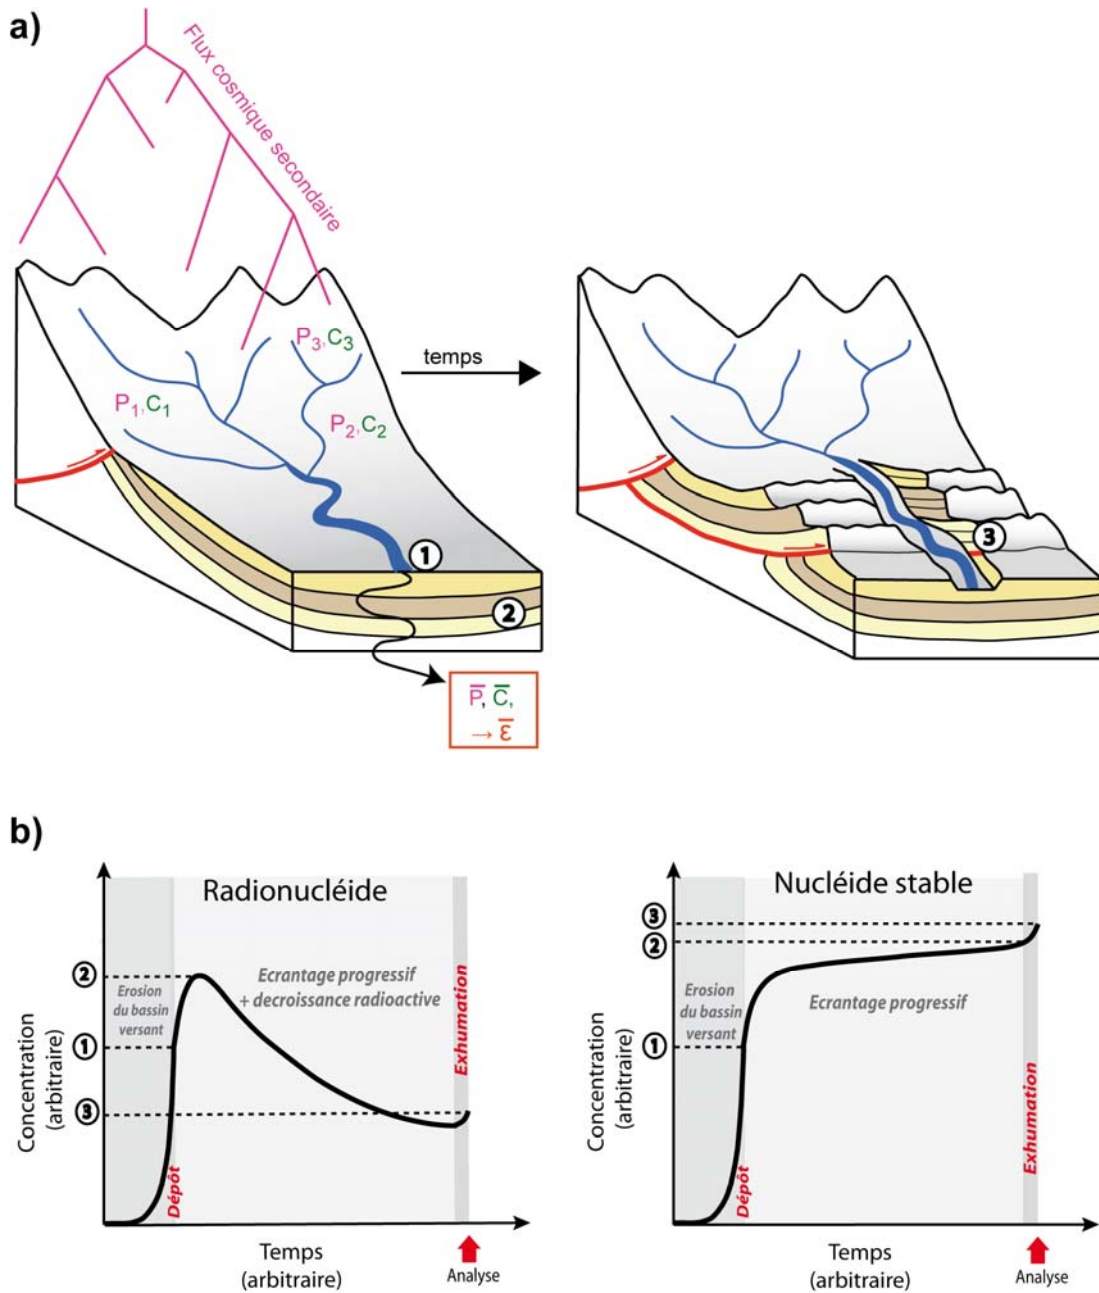 a)
Flux cosmique secondaire
P3,C3
P1,C1
P2,C2
temps
1
2
3
P̅, C̅,
→ ε̅
b)
Radionucléide
Concentration
(arbitraire)
2
1
3
Erosion
du bassin
versant
Dépôt
Ecrantage progressif
+ decroissance radioactive
Exhumation
Temps
(arbitraire)
Analyse
Nucléide stable
Concentration
(arbitraire)
3
2
1
Erosion
du bassin
versant
Dépôt
Ecrantage progressif
Exhumation
Temps
(arbitraire)
Analyse